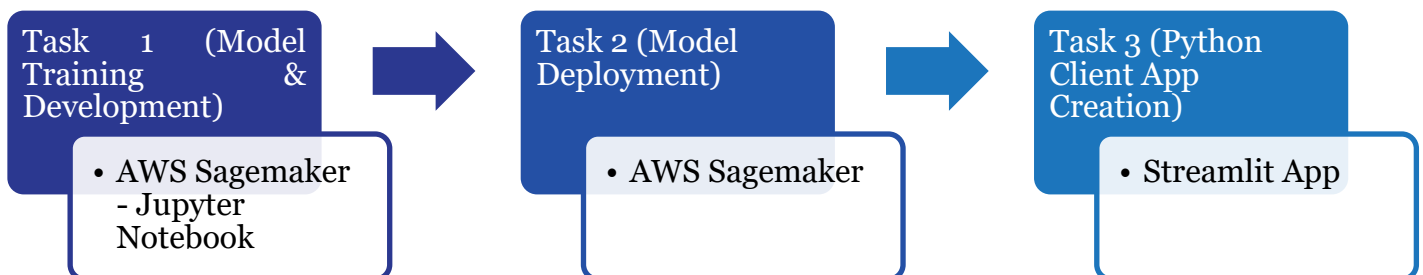 Task 1 (Model
Training &
Development)
• AWS Sagemaker
- Jupyter
Notebook
Task 2 (Model
Deployment)
• AWS Sagemaker
Task 3 (Python
Client App
Creation)
• Streamlit App